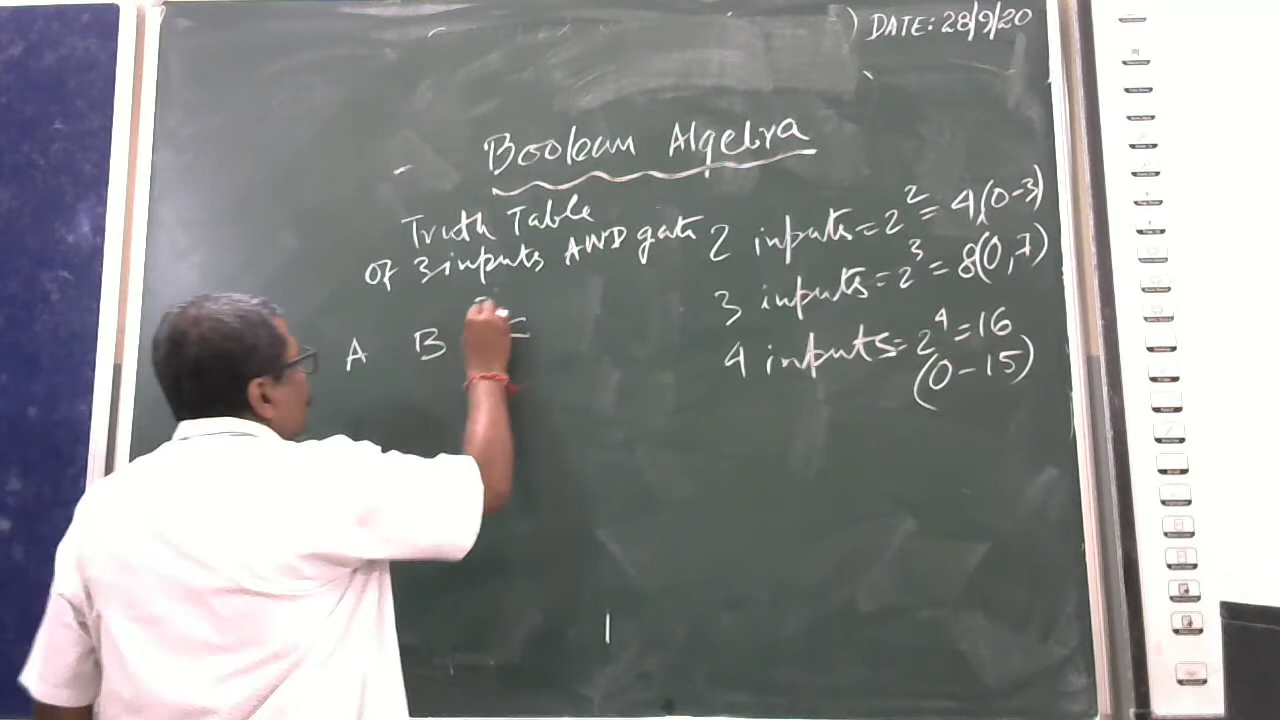 ) DATE: 28/9/20
Boolean Algebra
Truth Table
of 3 inputs AND gate
A B C
2 inputs = 2² = 4(0-3)
3 inputs = 2³ = 8(0,7)
4 inputs = 2⁴ = 16
(0-15)